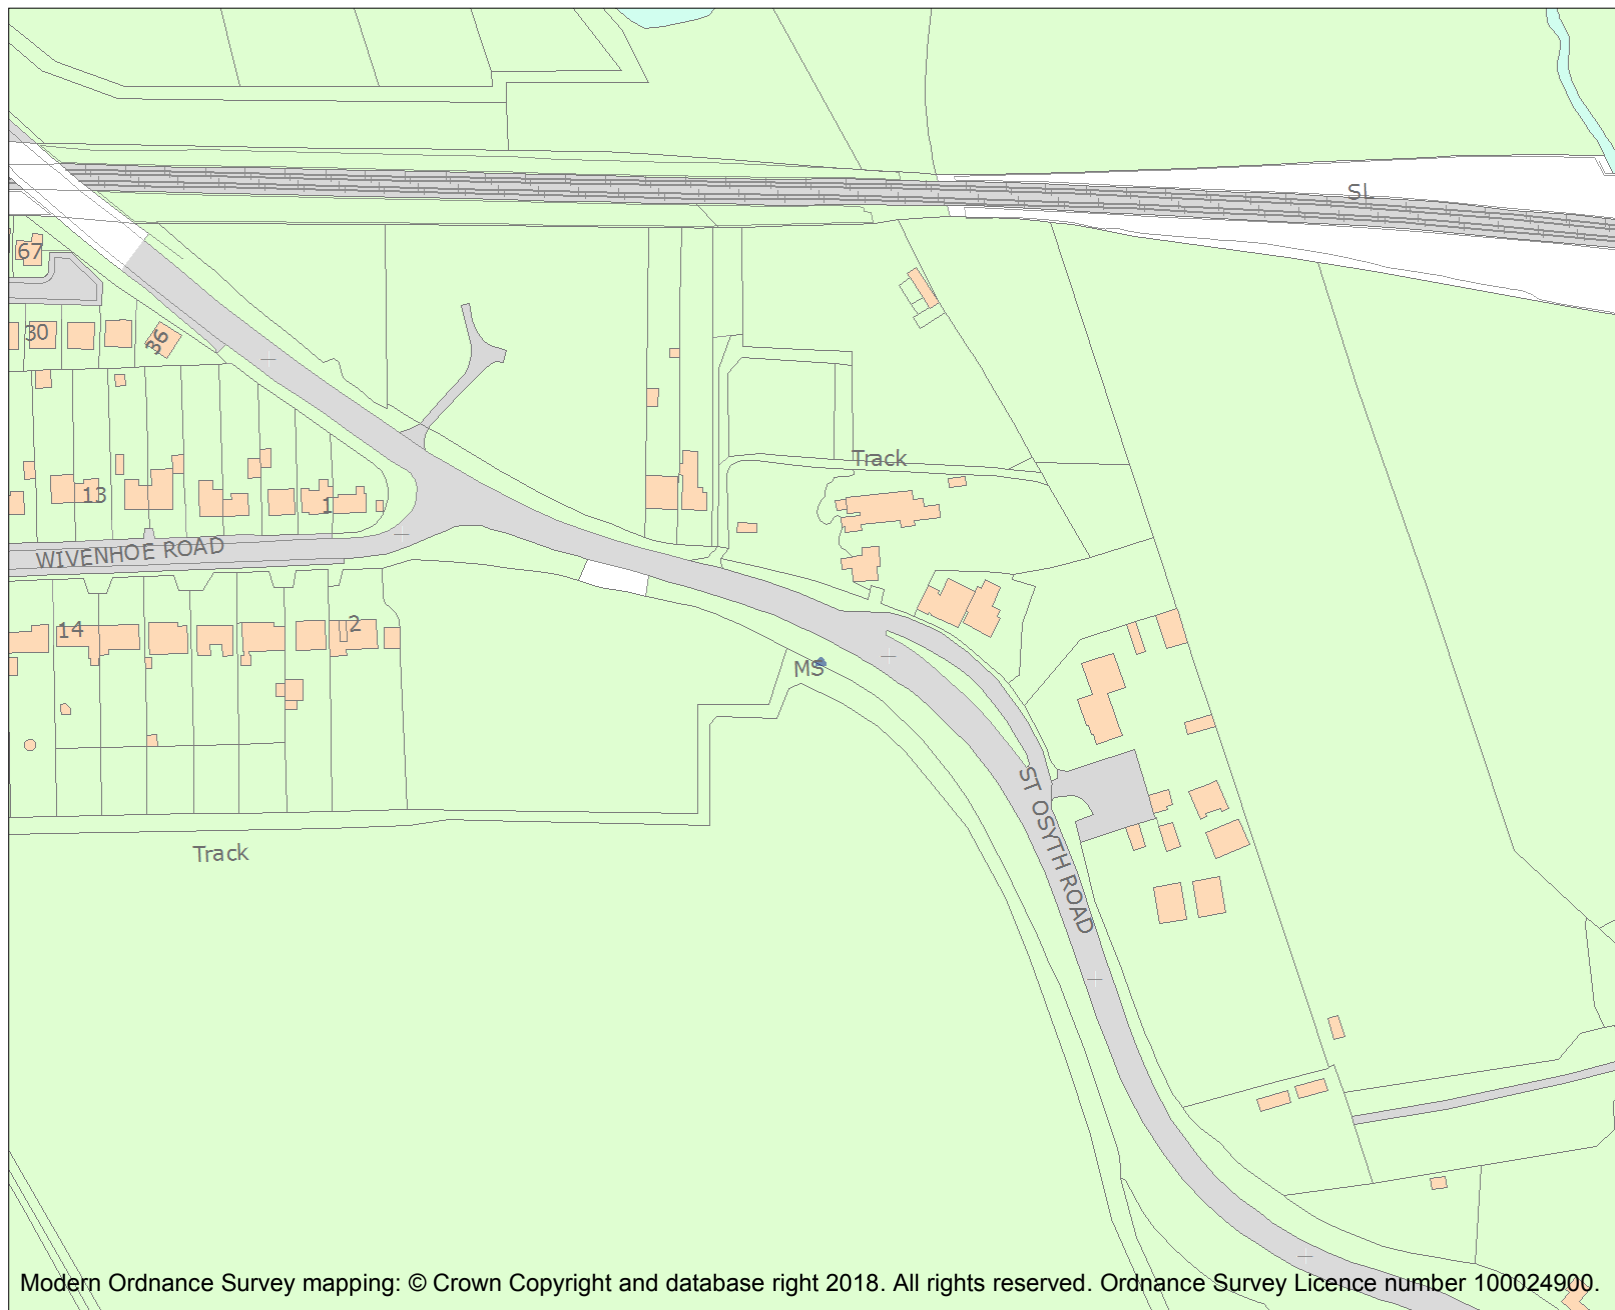 SL
67
30
36
Track
13
1
WIVENHOE ROAD
14
2
MS
ST OSYTH ROAD
Track
Modern Ordnance Survey mapping: © Crown Copyright and database right 2018. All rights reserved. Ordnance Survey Licence number 100024900.